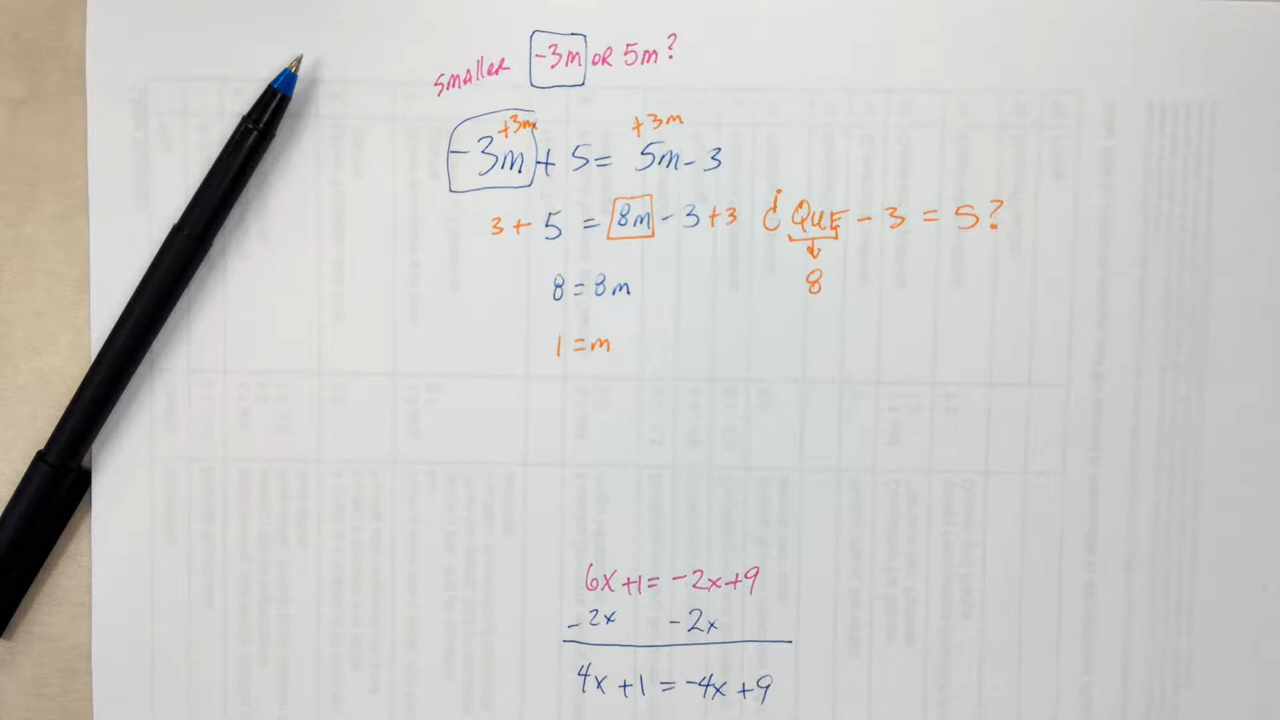 smaller -3m OR 5m?
+3m +3m
-3m + 5 = 5m - 3
3 + 5 = 8m - 3 + 3 ¿QUE - 3 = 5?
8
8 = 8m
1 = m
6x+1 = -2x+9
-2x -2x
4x +1 = -4x +9